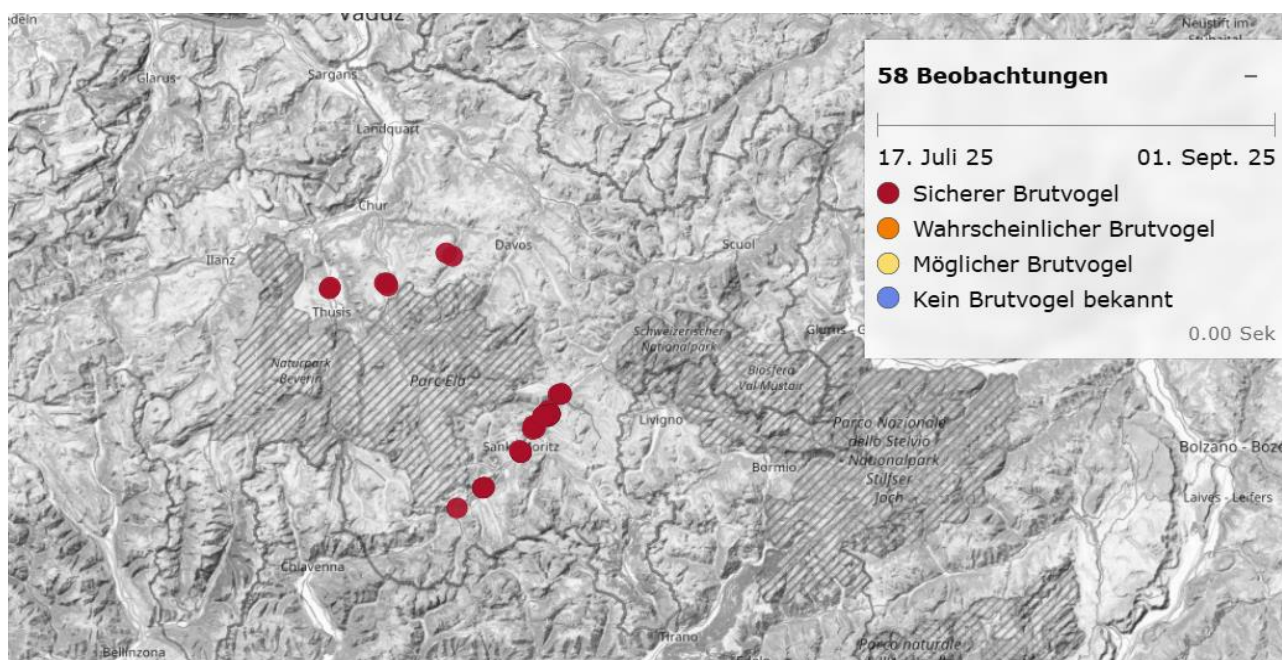 Vaduz
Neustift im
Stubaital
Glarus
Sargans
Landquart
Chur
Davos
Scuol
Ilanz
Thusis
Naturpark
Beverin
Parc Ela
Schweizerischer
Nationalpark
Biosfera
Val Müstair
Livigno
Bormio
Parco Nazionale
dello Stelvio
- Nationalpark
Stilfser
Joch
Bolzano - Boz
Laives - Leifers
Chiavenna
Tirano
Bellinzona
Parco naturale
58 Beobachtungen
–
17. Juli 25 01. Sept. 25
Sicherer Brutvogel
Wahrscheinlicher Brutvogel
Möglicher Brutvogel
Kein Brutvogel bekannt
0.00 Sek